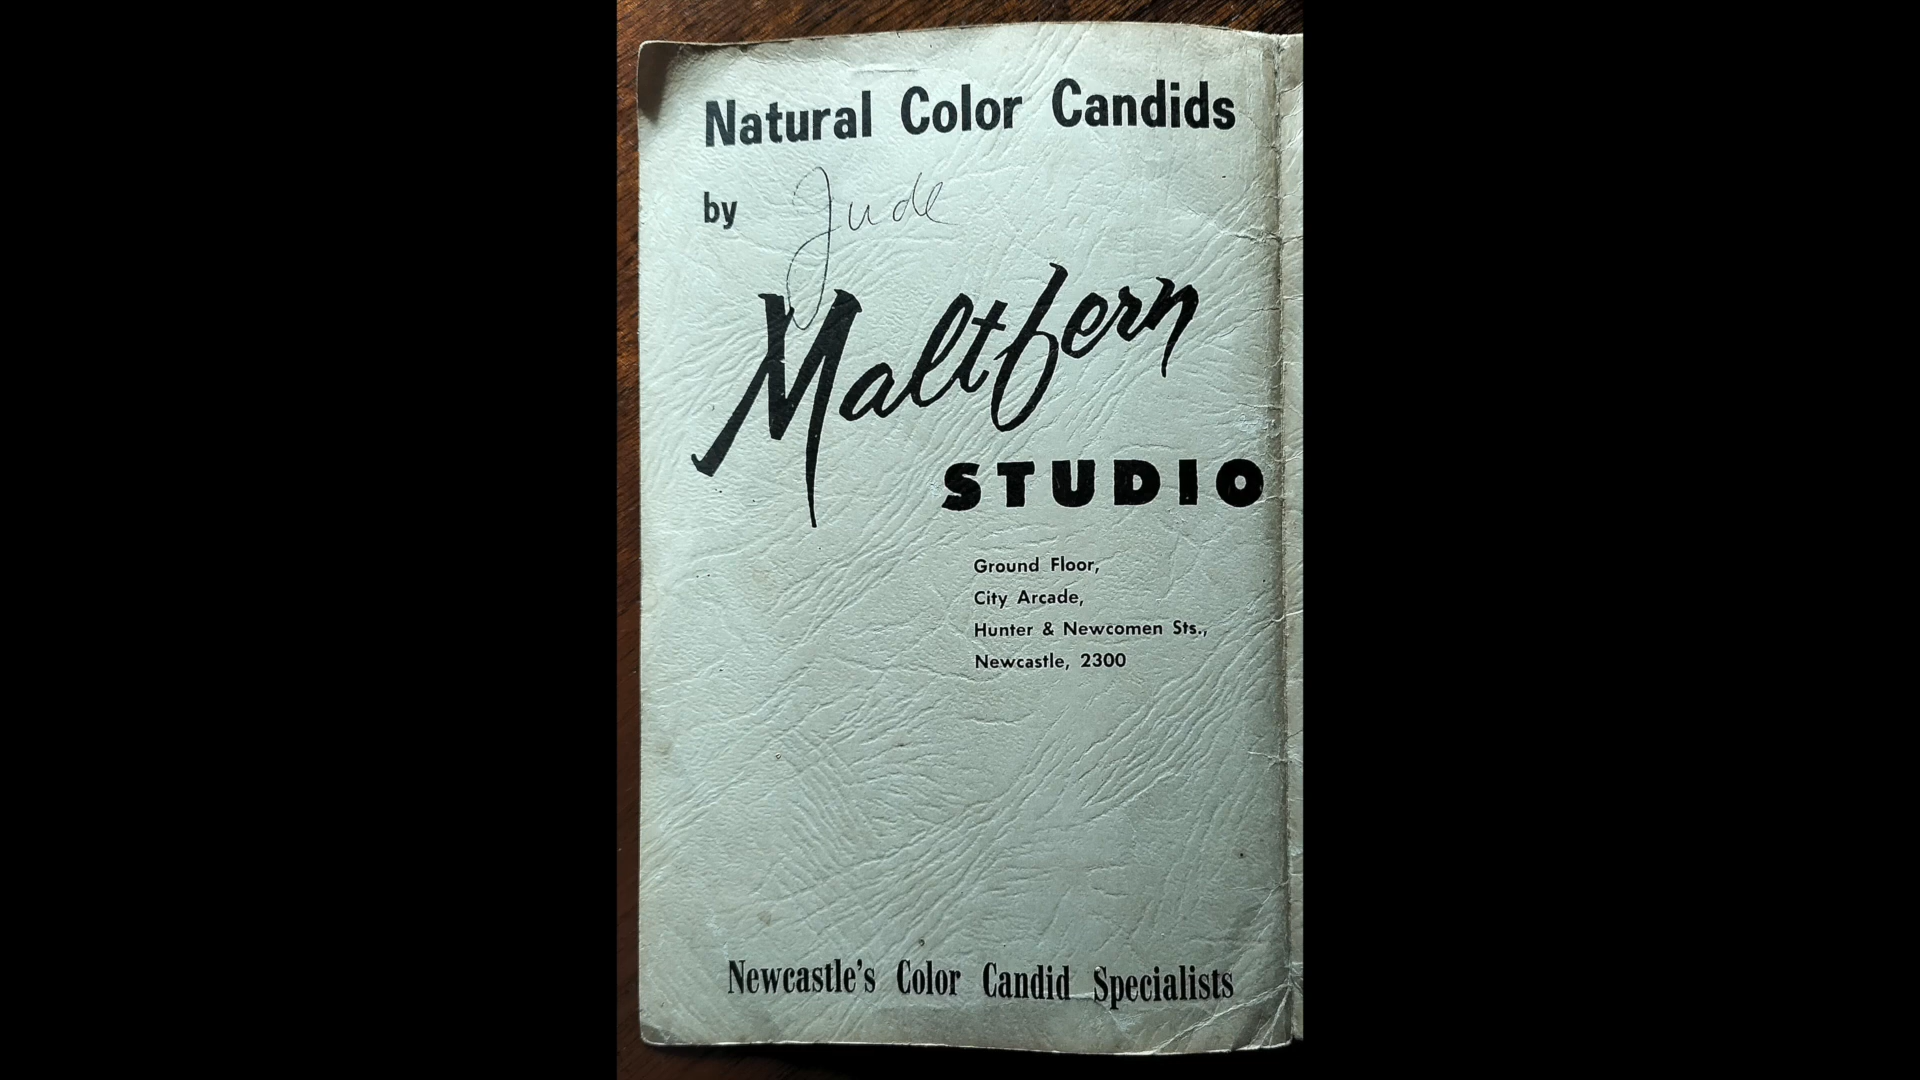 Natural Color Candids
by Jude
Maltfern
STUDIO
Ground Floor,
City Arcade,
Hunter & Newcomen Sts.,
Newcastle, 2300
Newcastle's Color Candid Specialists